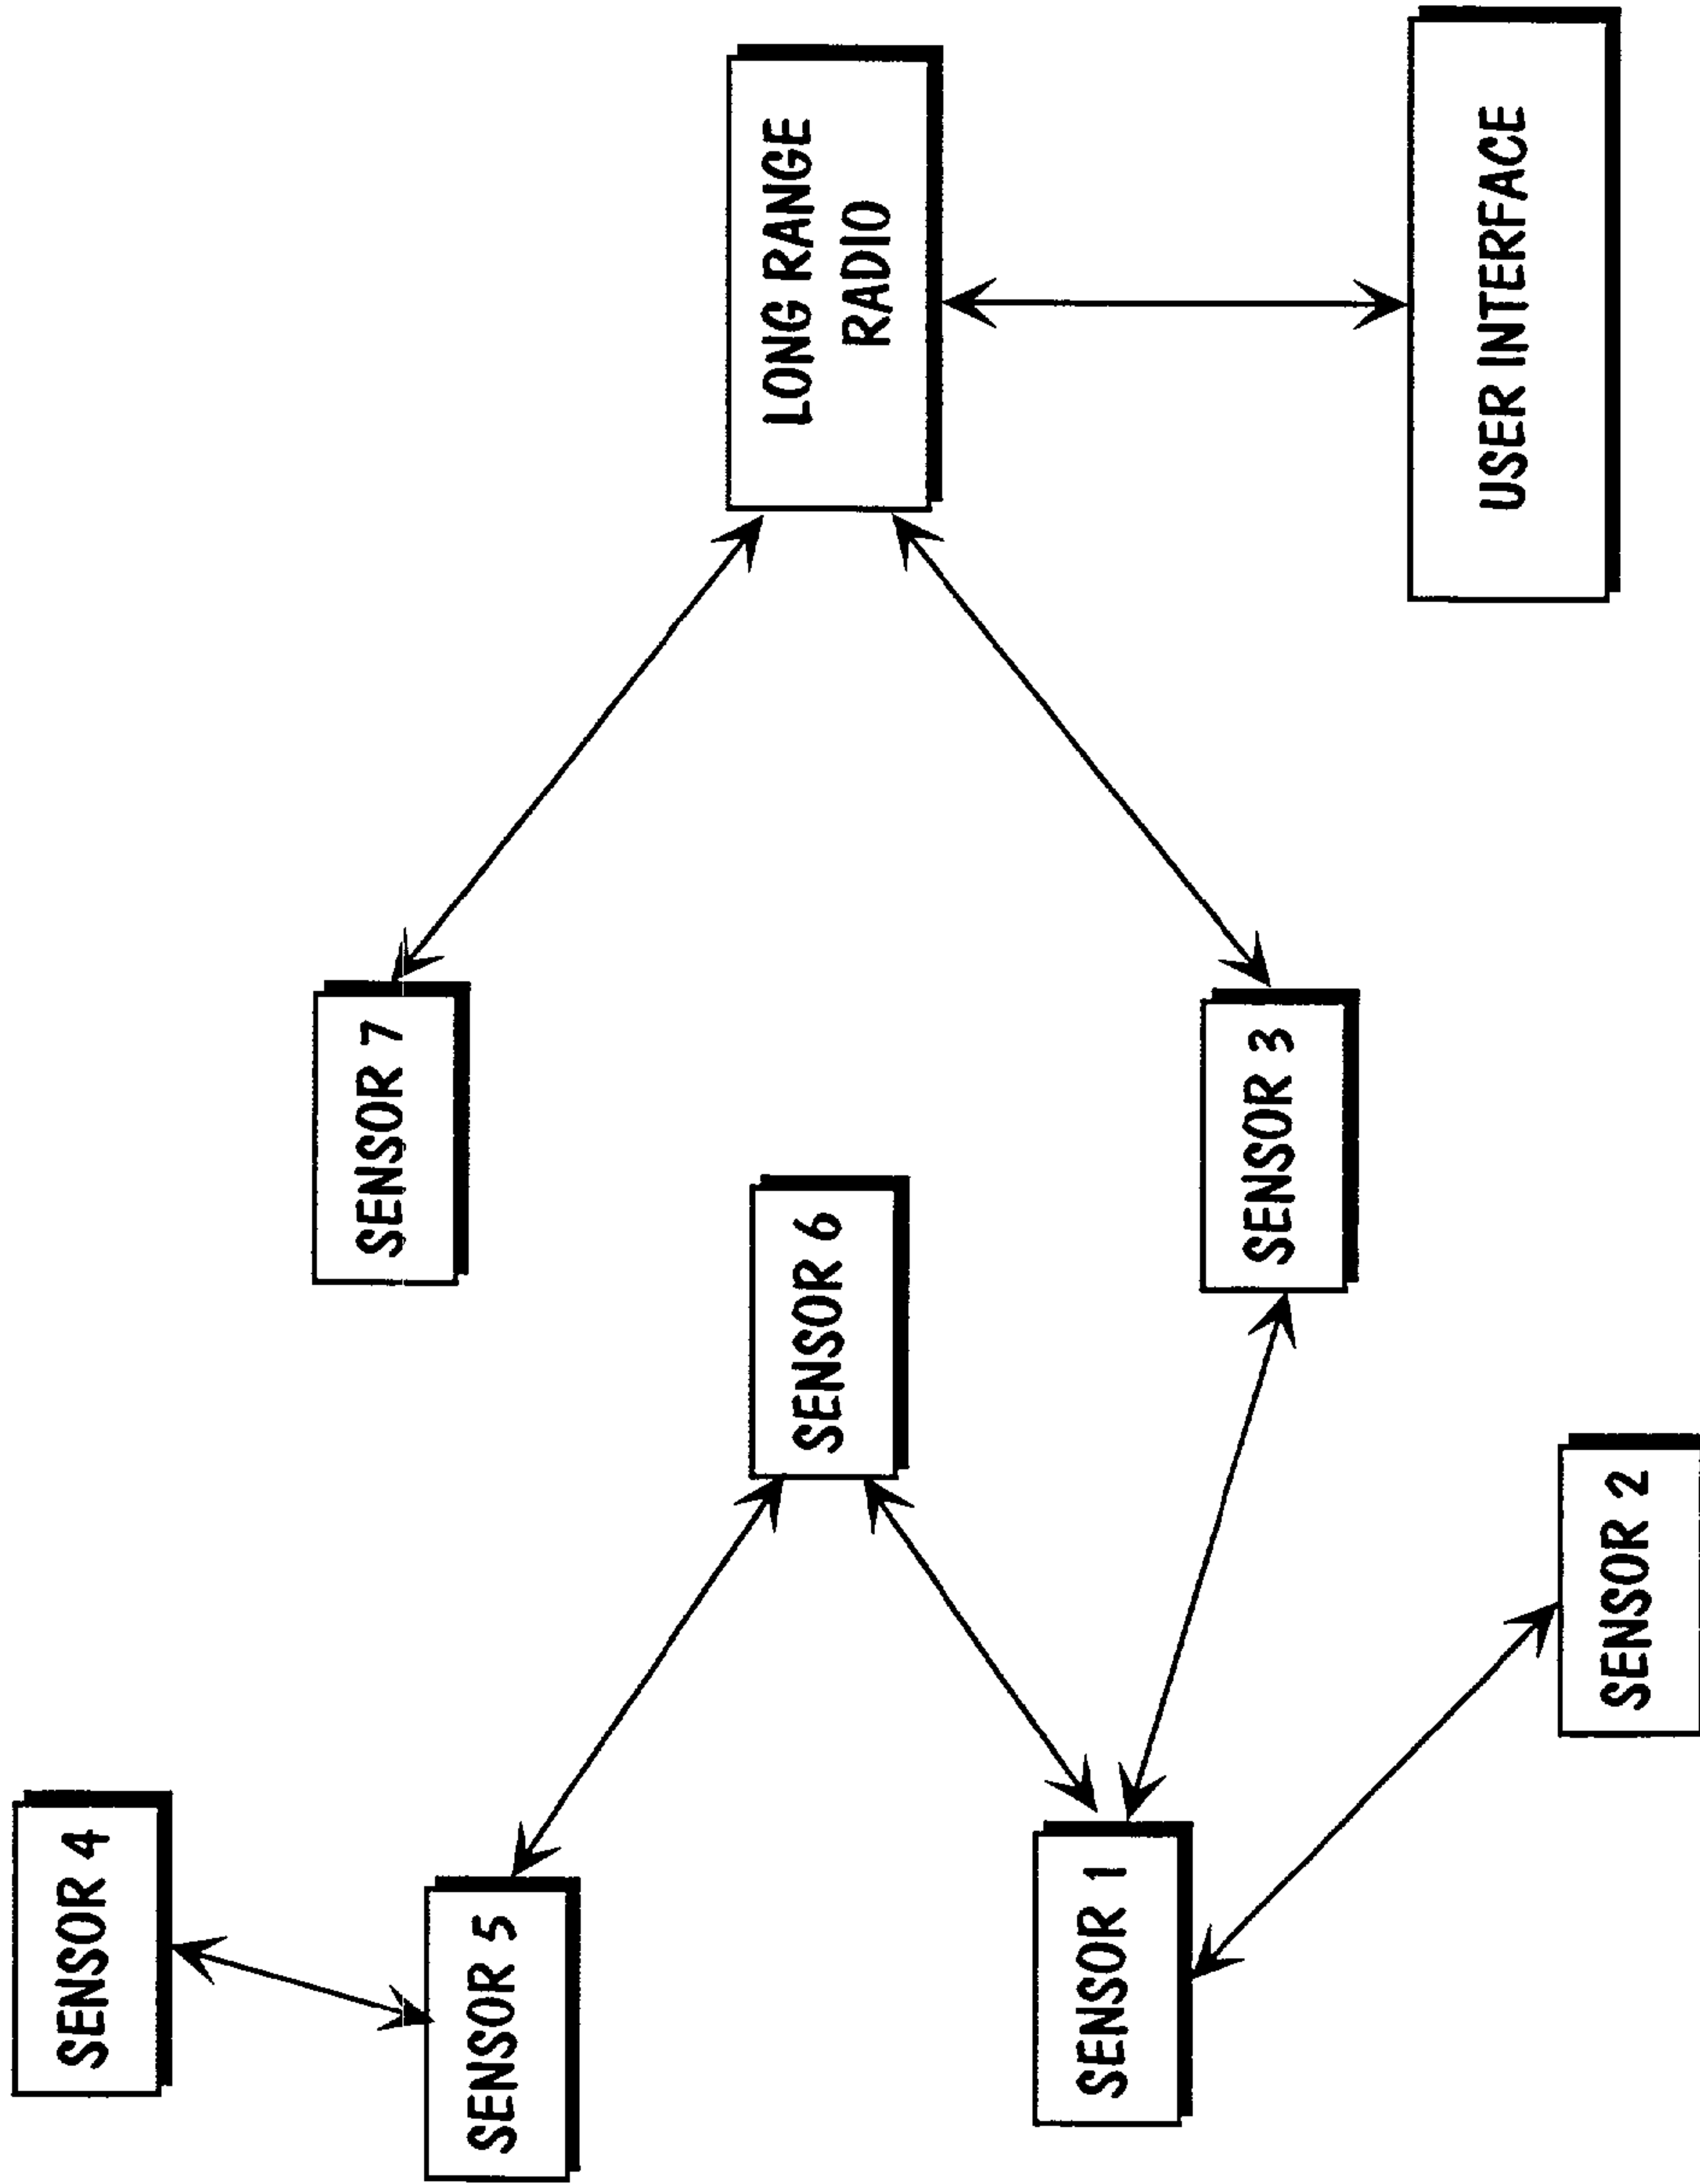 SENSOR 4
SENSOR 5
SENSOR 7
SENSOR 6
LONG RANGE
RADIO
SENSOR 1
SENSOR 3
USER INTERFACE
SENSOR 2